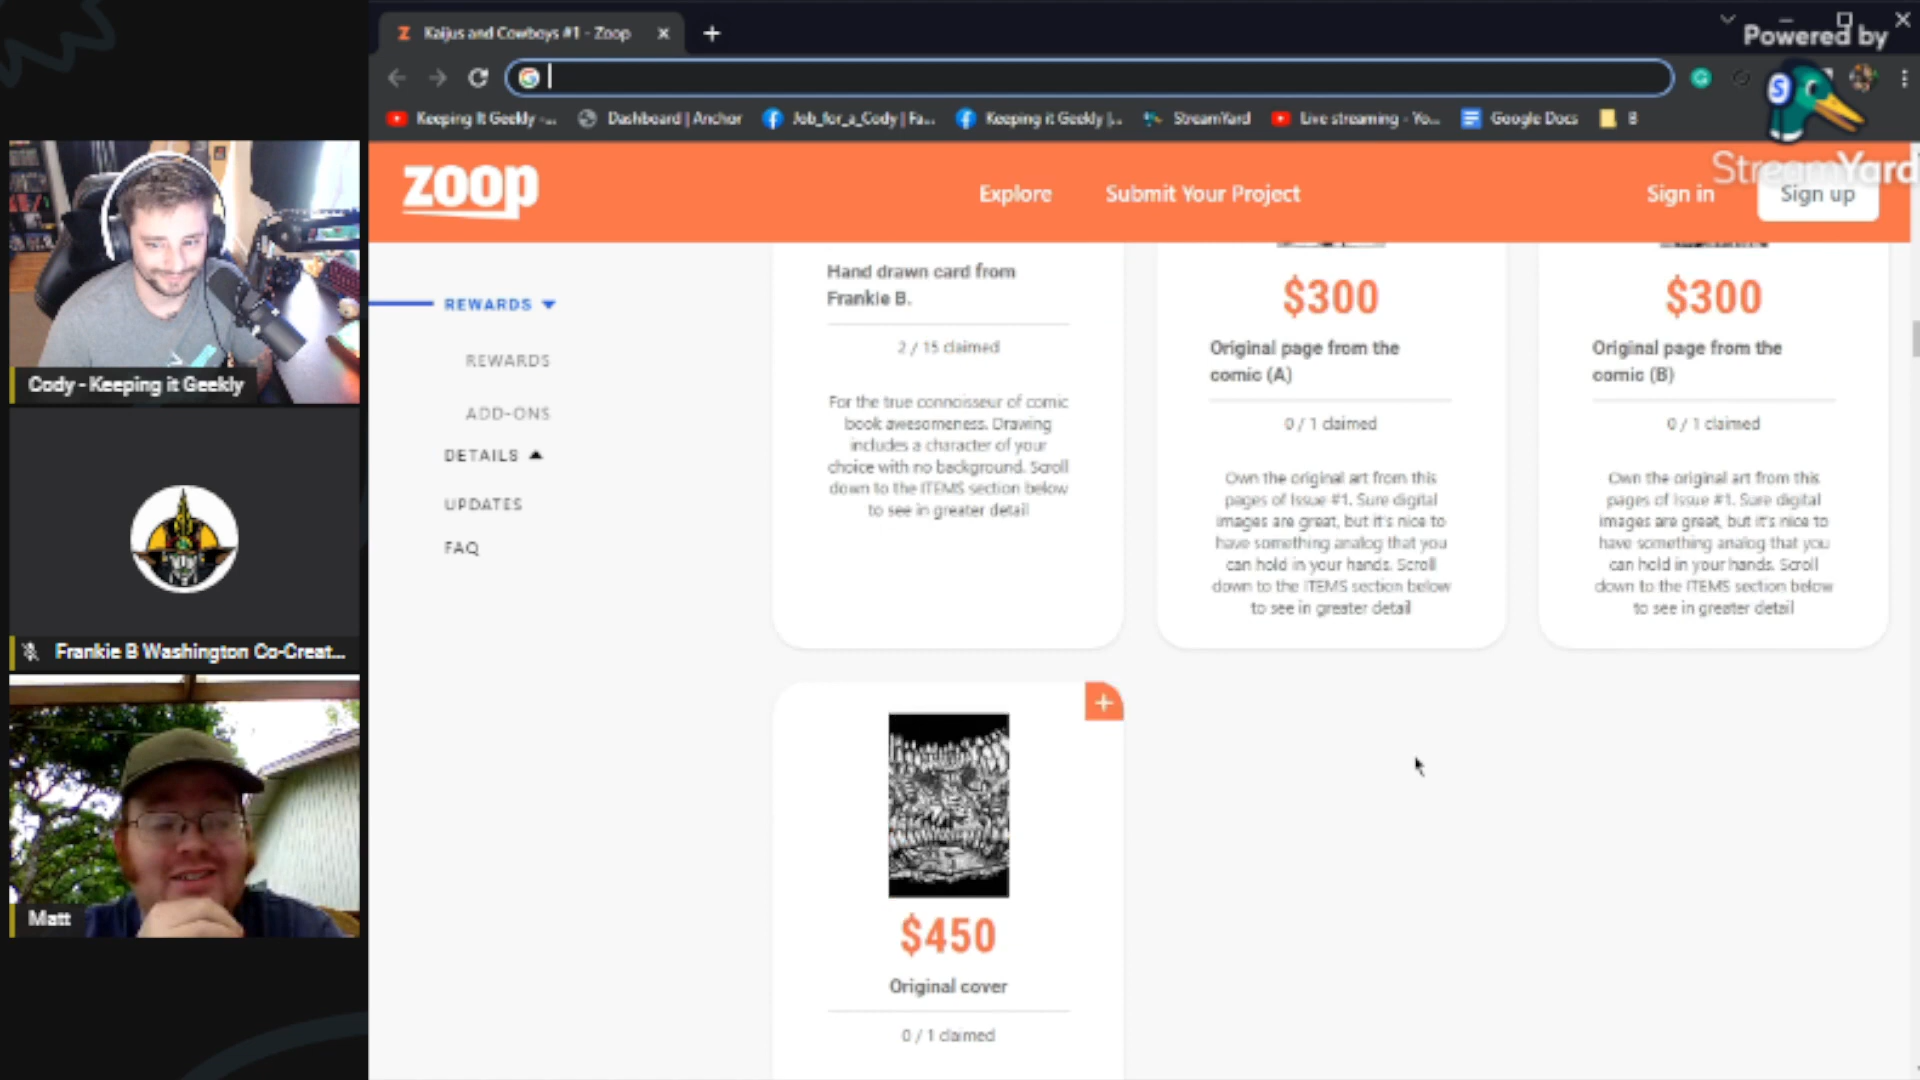 Kaijus and Cowboys #1 - Zoop
Powered by
Keeping It Geekly -...
Dashboard | Anchor
Job_for_a_Cody | Fa...
Keeping it Geekly |...
StreamYard
Live streaming - Yo...
Google Docs
B
S
StreamYard
zoop
Explore
Submit Your Project
Sign in
Sign up
REWARDS
REWARDS
ADD-ONS
DETAILS
UPDATES
FAQ
Hand drawn card from
Frankie B.
2 / 15 claimed
For the true connoisseur of comic
book awesomeness. Drawing
includes a character of your
choice with no background. Scroll
down to the ITEMS section below
to see in greater detail
$300
Original page from the
comic (A)
0 / 1 claimed
Own the original art from this
pages of Issue #1. Sure digital
images are great, but it's nice to
have something analog that you
can hold in your hands. Scroll
down to the ITEMS section below
to see in greater detail
$300
Original page from the
comic (B)
0 / 1 claimed
Own the original art from this
pages of Issue #1. Sure digital
images are great, but it's nice to
have something analog that you
can hold in your hands. Scroll
down to the ITEMS section below
to see in greater detail
$450
Original cover
0 / 1 claimed
Cody - Keeping it Geekly
Frankie B Washington Co-Creat...
Matt